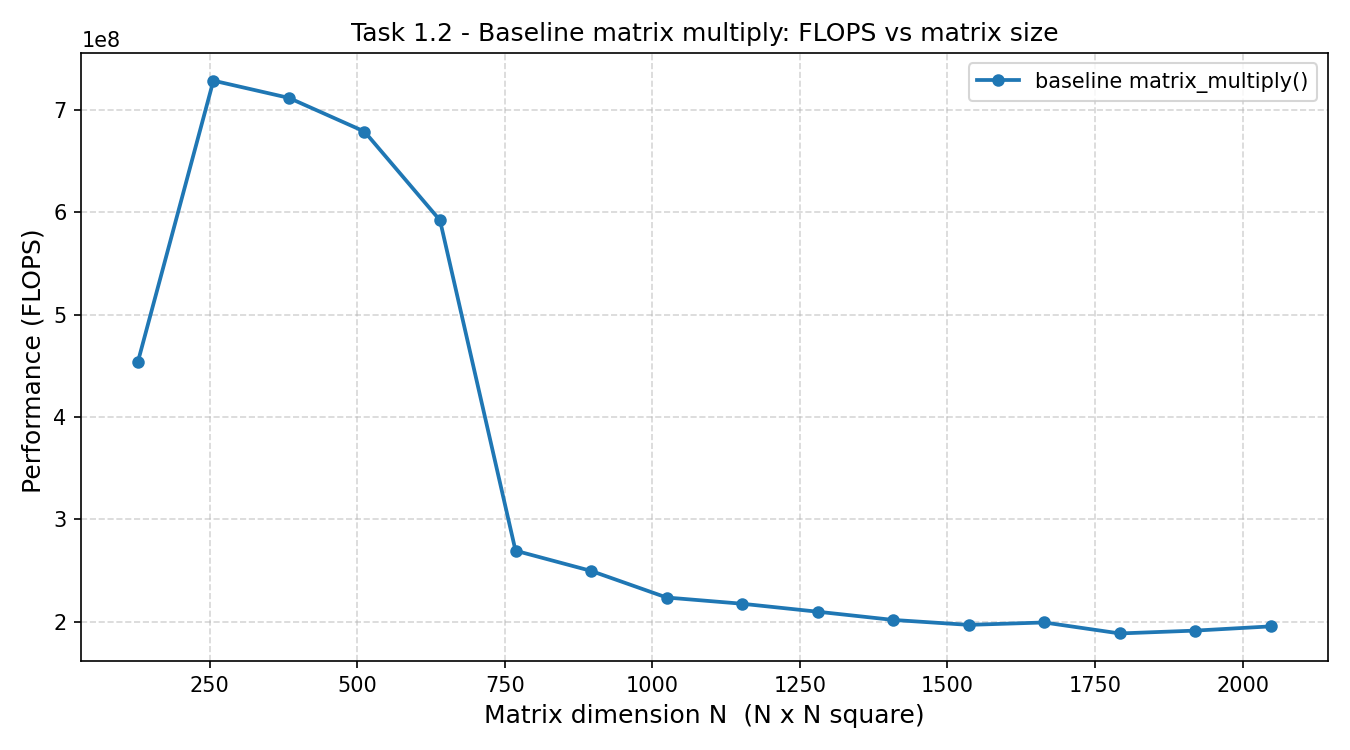 Task 1.2 - Baseline matrix multiply: FLOPS vs matrix size
1e8
baseline matrix_multiply()
7
6
5
4
3
2
Performance (FLOPS)
250 500 750 1000 1250 1500 1750 2000
Matrix dimension N  (N x N square)